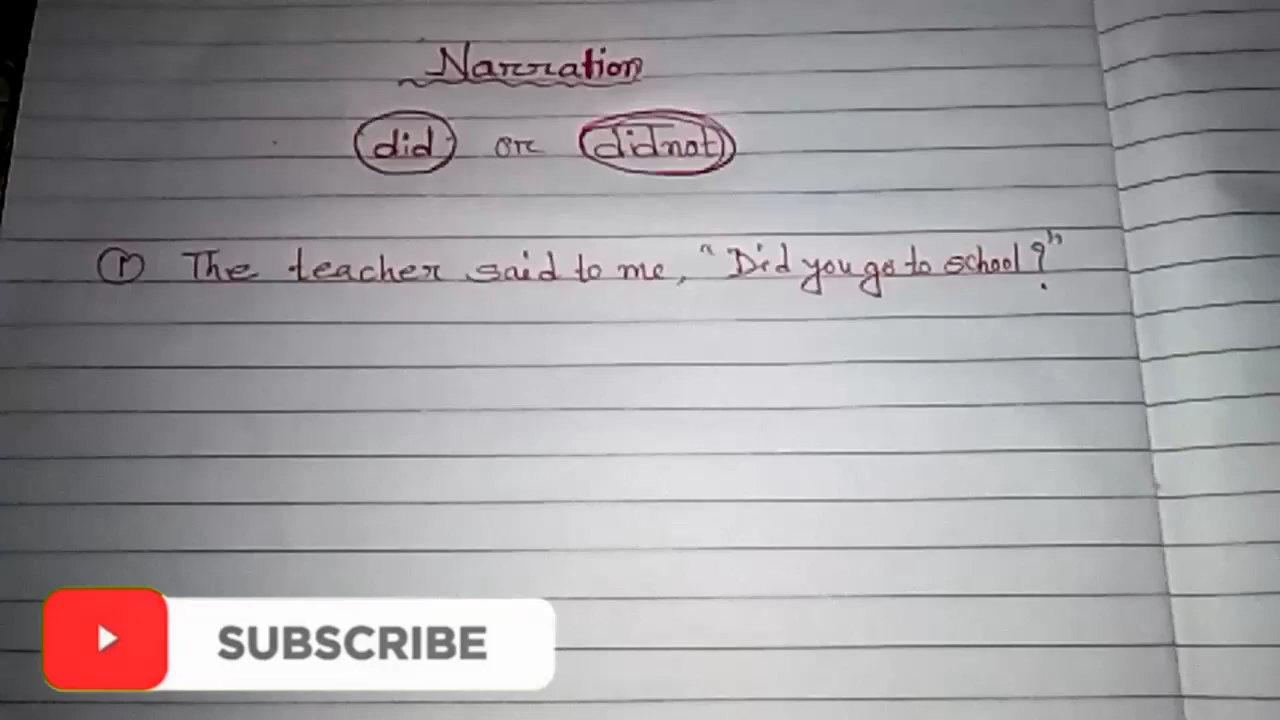 Narration
did or didnot
① The teacher said to me, "Did you go to school?"
SUBSCRIBE